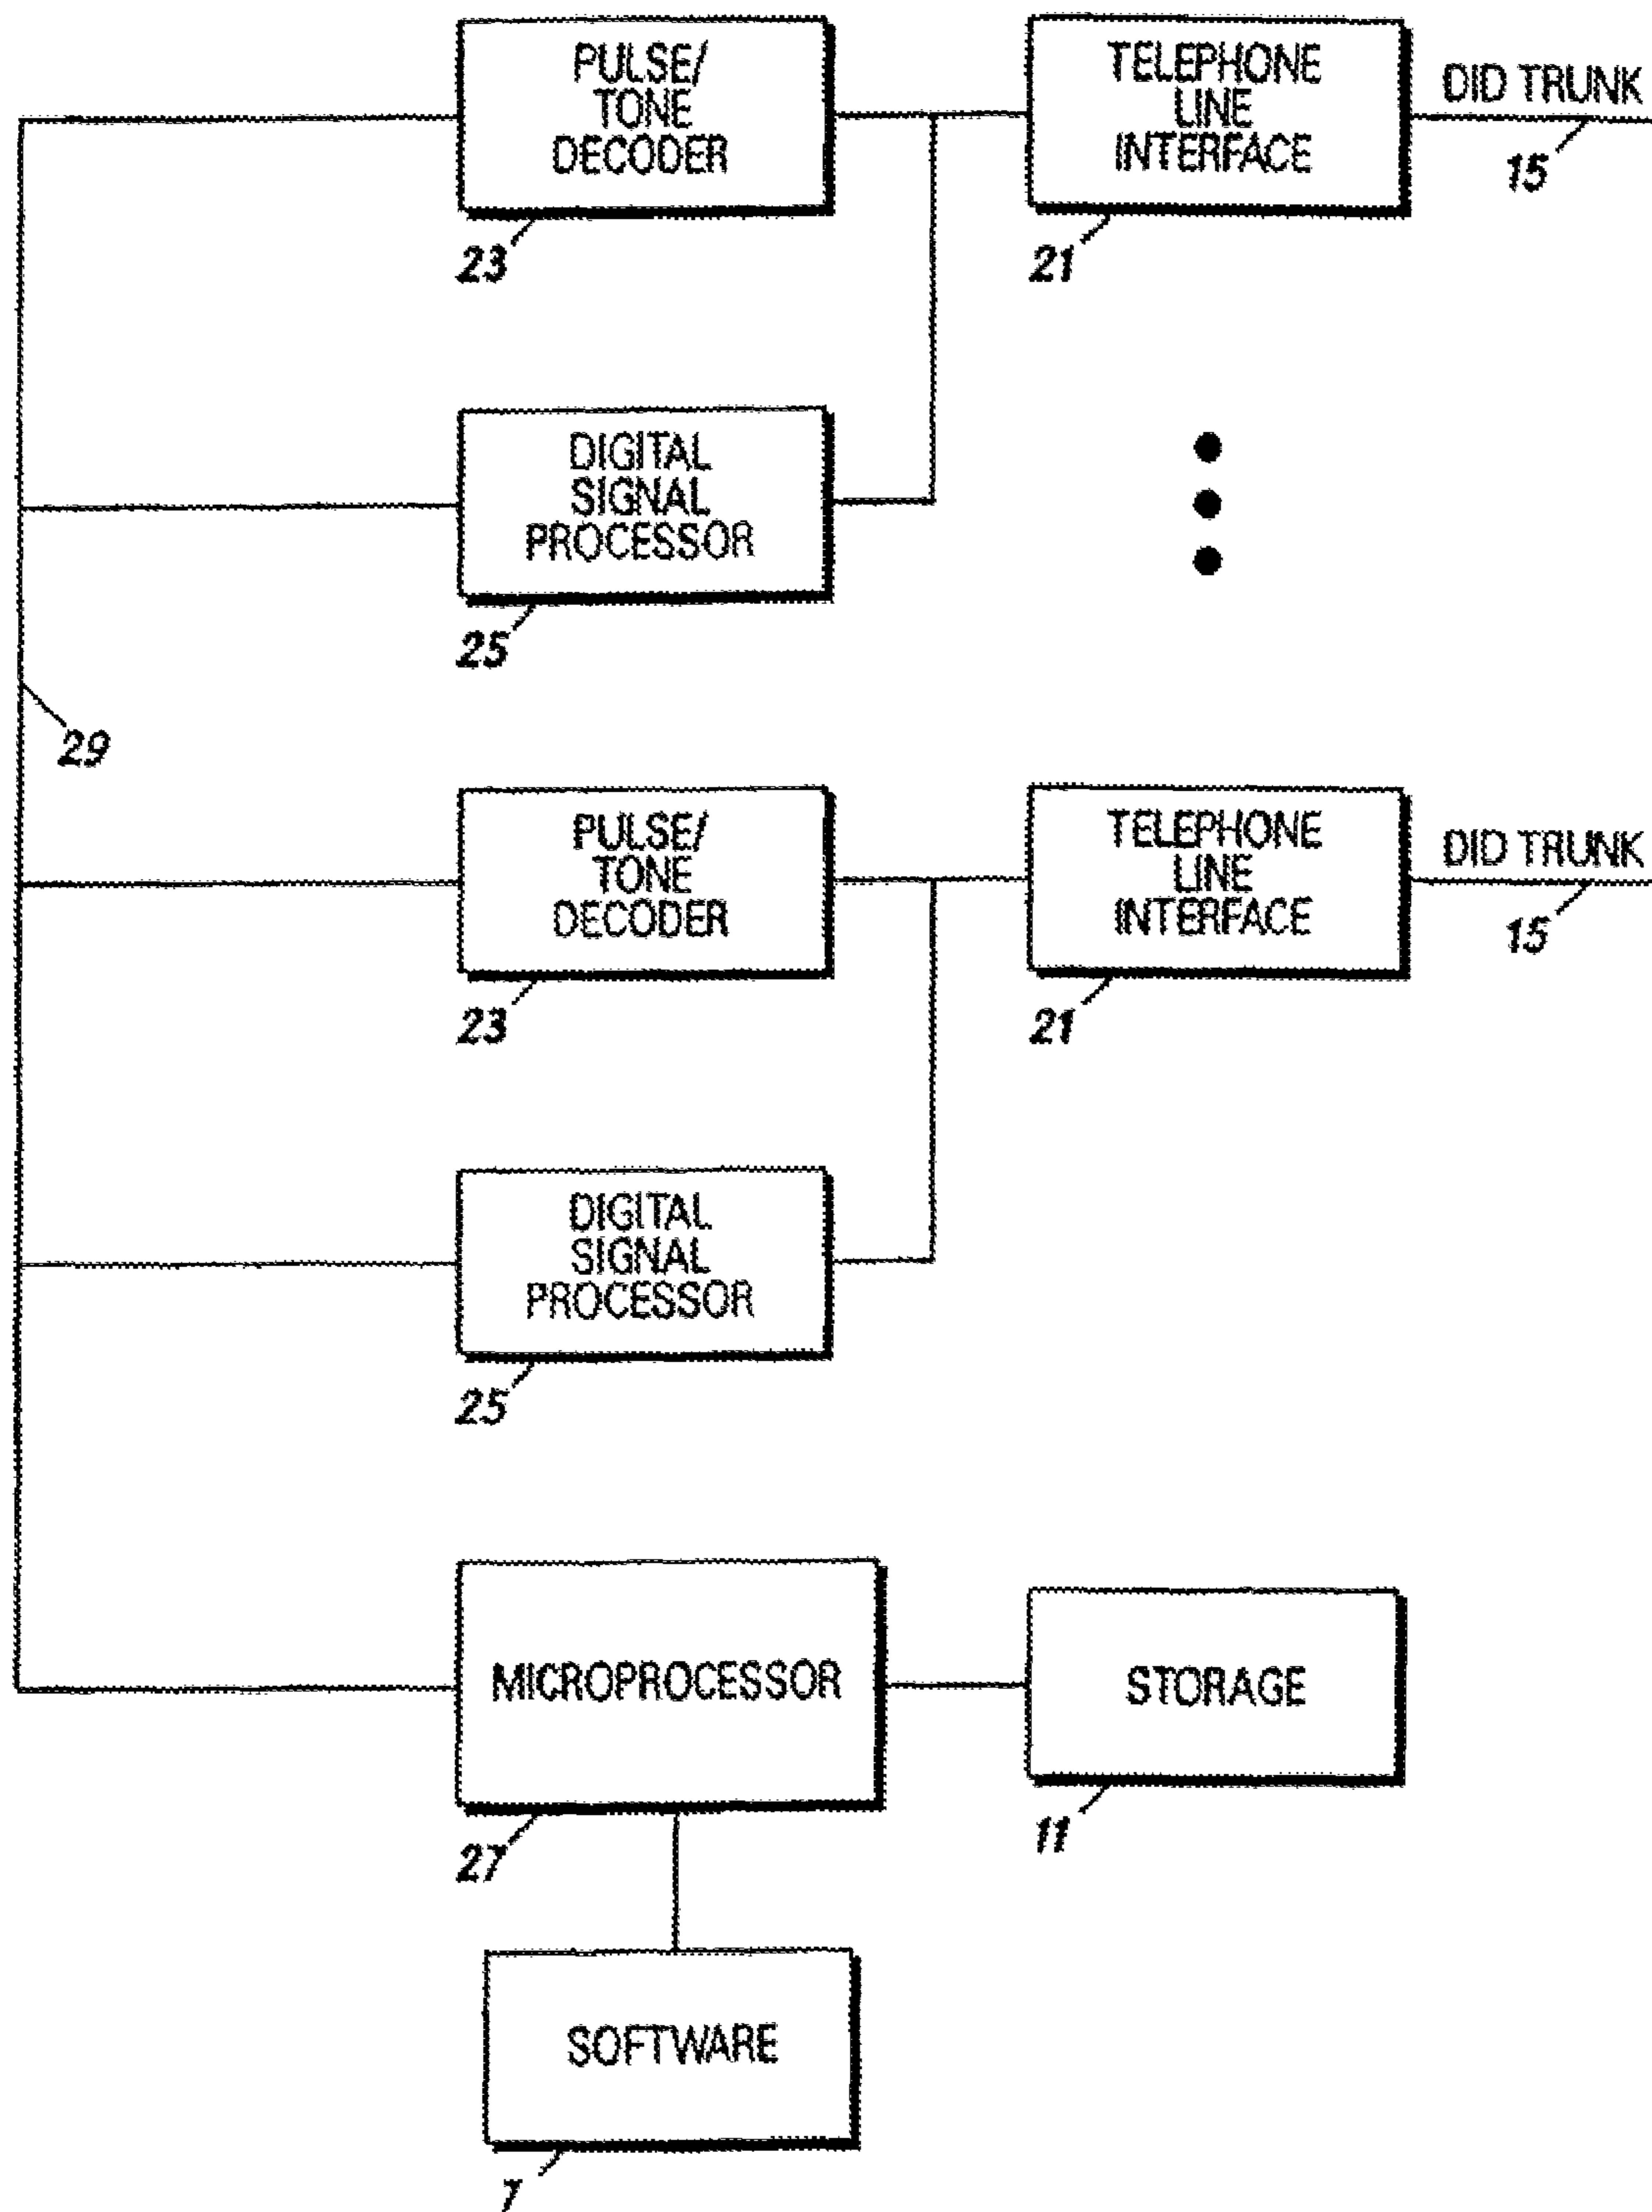 PULSE/
TONE
DECODER
23
TELEPHONE
LINE
INTERFACE
21
DID TRUNK
15
DIGITAL
SIGNAL
PROCESSOR
25
29
PULSE/
TONE
DECODER
23
TELEPHONE
LINE
INTERFACE
21
DID TRUNK
15
DIGITAL
SIGNAL
PROCESSOR
25
MICROPROCESSOR
27
STORAGE
11
SOFTWARE
7